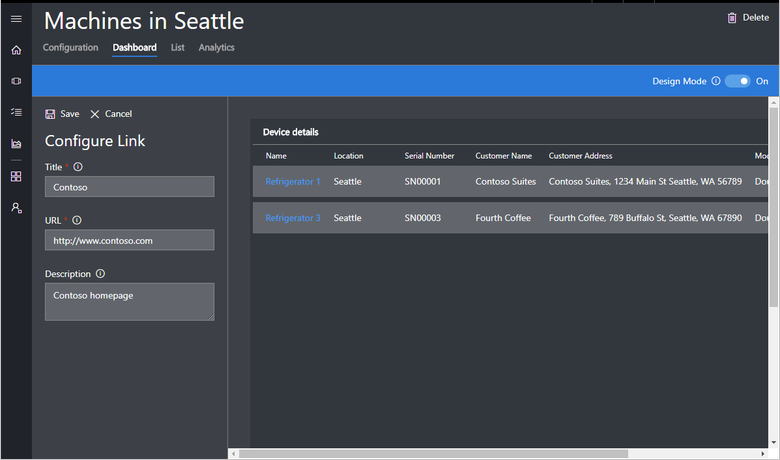 Machines in Seattle
Delete
Configuration Dashboard List Analytics
Design Mode On
Save Cancel
Configure Link
Title *
Contoso
URL *
http://www.contoso.com
Description
Contoso homepage
Device details
Name Location Serial Number Customer Name Customer Address
Refrigerator 1 Seattle SN00001 Contoso Suites Contoso Suites, 1234 Main St Seattle, WA 56789
Refrigerator 3 Seattle SN00003 Fourth Coffee Fourth Coffee, 789 Buffalo St, Seattle, WA 67890